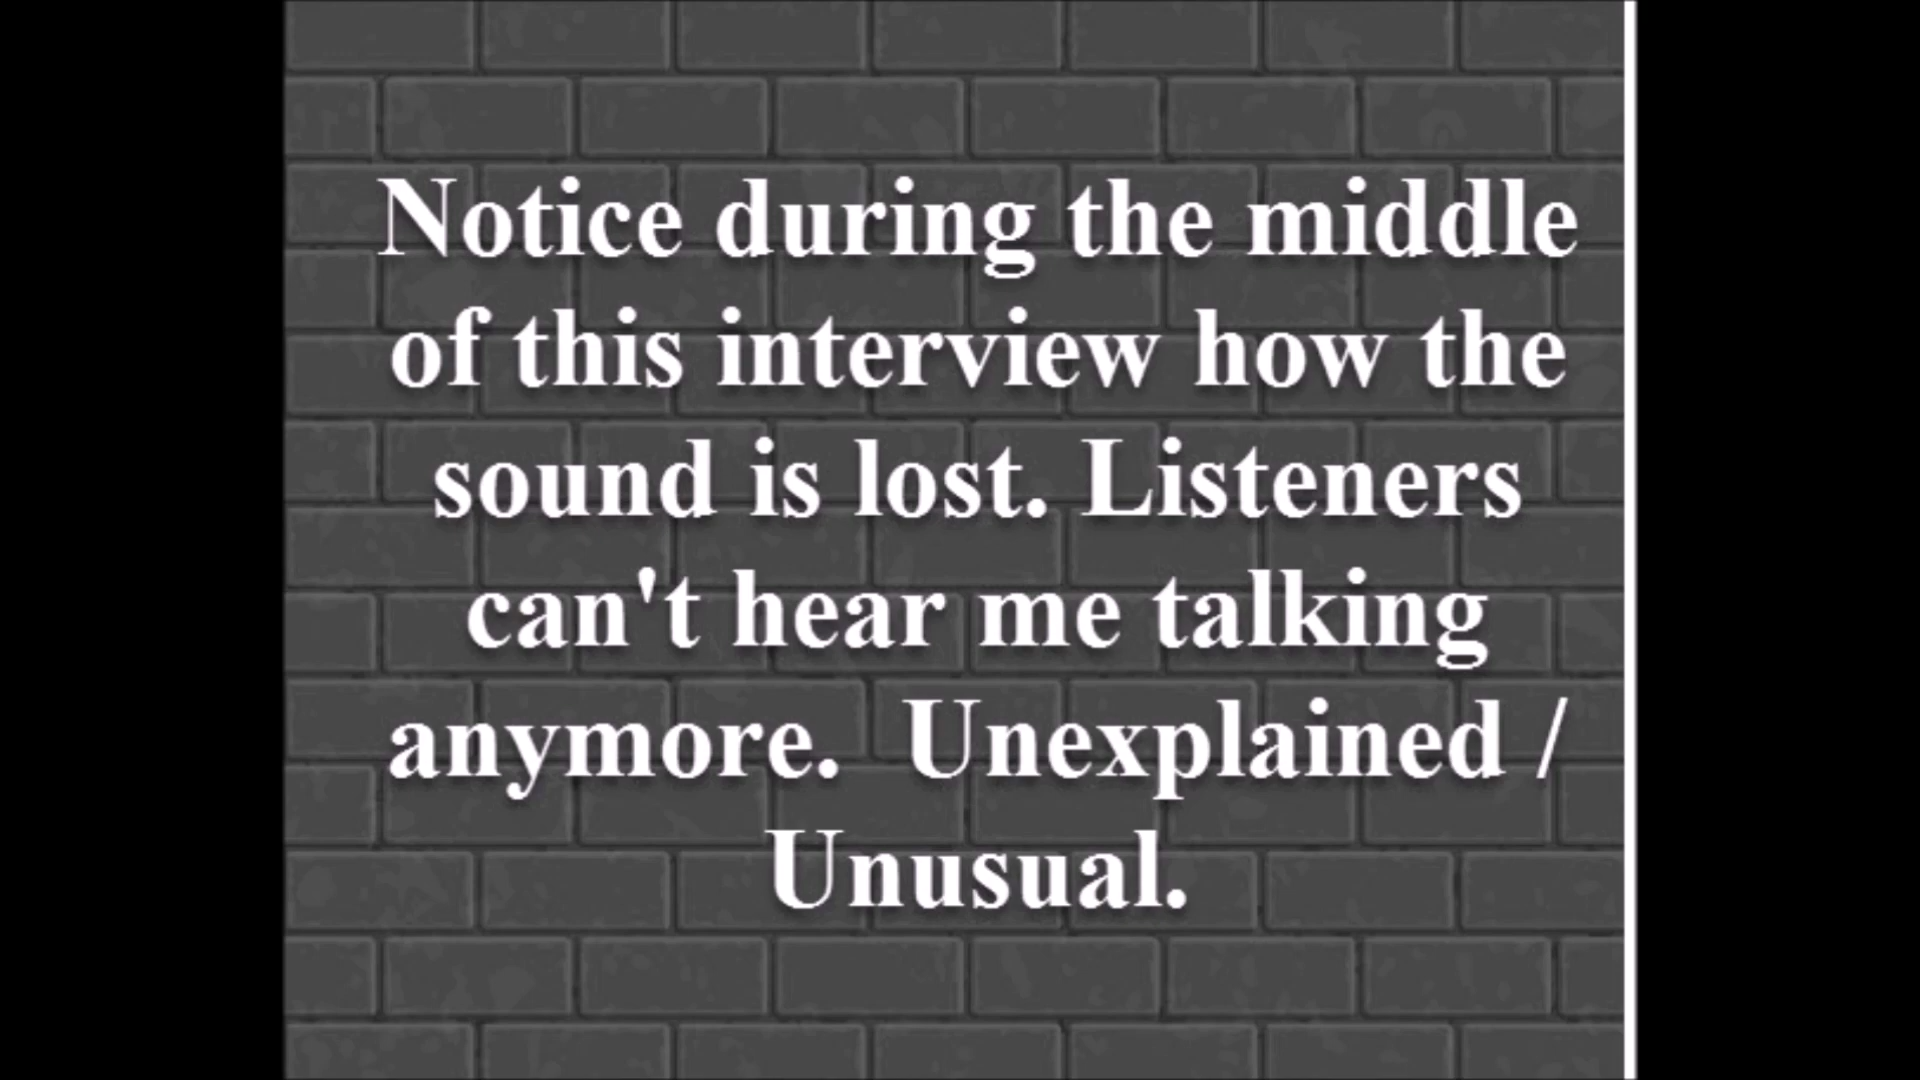 Notice during the middle
of this interview how the
sound is lost. Listeners
can't hear me talking
anymore.  Unexplained /
Unusual.